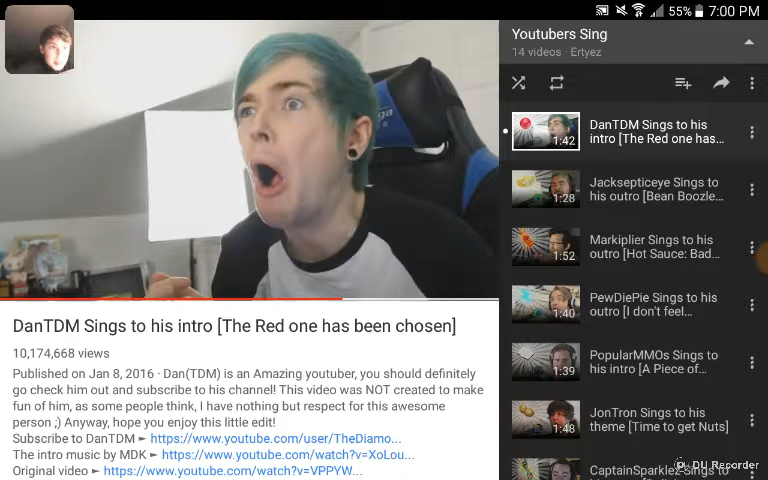 55% 7:00 PM
Youtubers Sing
14 videos · Ertyez
DanTDM Sings to his
intro [The Red one has...
1:42
Jacksepticeye Sings to
his outro [Bean Boozle...
1:28
Markiplier Sings to his
outro [Hot Sauce: Bad...
1:52
PewDiePie Sings to his
outro [I don't feel...
1:40
PopularMMOs Sings to
his intro [A Piece of...
1:39
JonTron Sings to his
theme [Time to get Nuts]
1:48
CaptainSparklez Sings to
DU Recorder
DanTDM Sings to his intro [The Red one has been chosen]
10,174,668 views
Published on Jan 8, 2016 · Dan(TDM) is an Amazing youtuber, you should definitely
go check him out and subscribe to his channel! This video was NOT created to make
fun of him, as some people think, I have nothing but respect for this awesome
person ;) Anyway, hope you enjoy this little edit!
Subscribe to DanTDM ► https://www.youtube.com/user/TheDiamo...
The intro music by MDK ► https://www.youtube.com/watch?v=XoLou...
Original video ► https://www.youtube.com/watch?v=VPPYW...